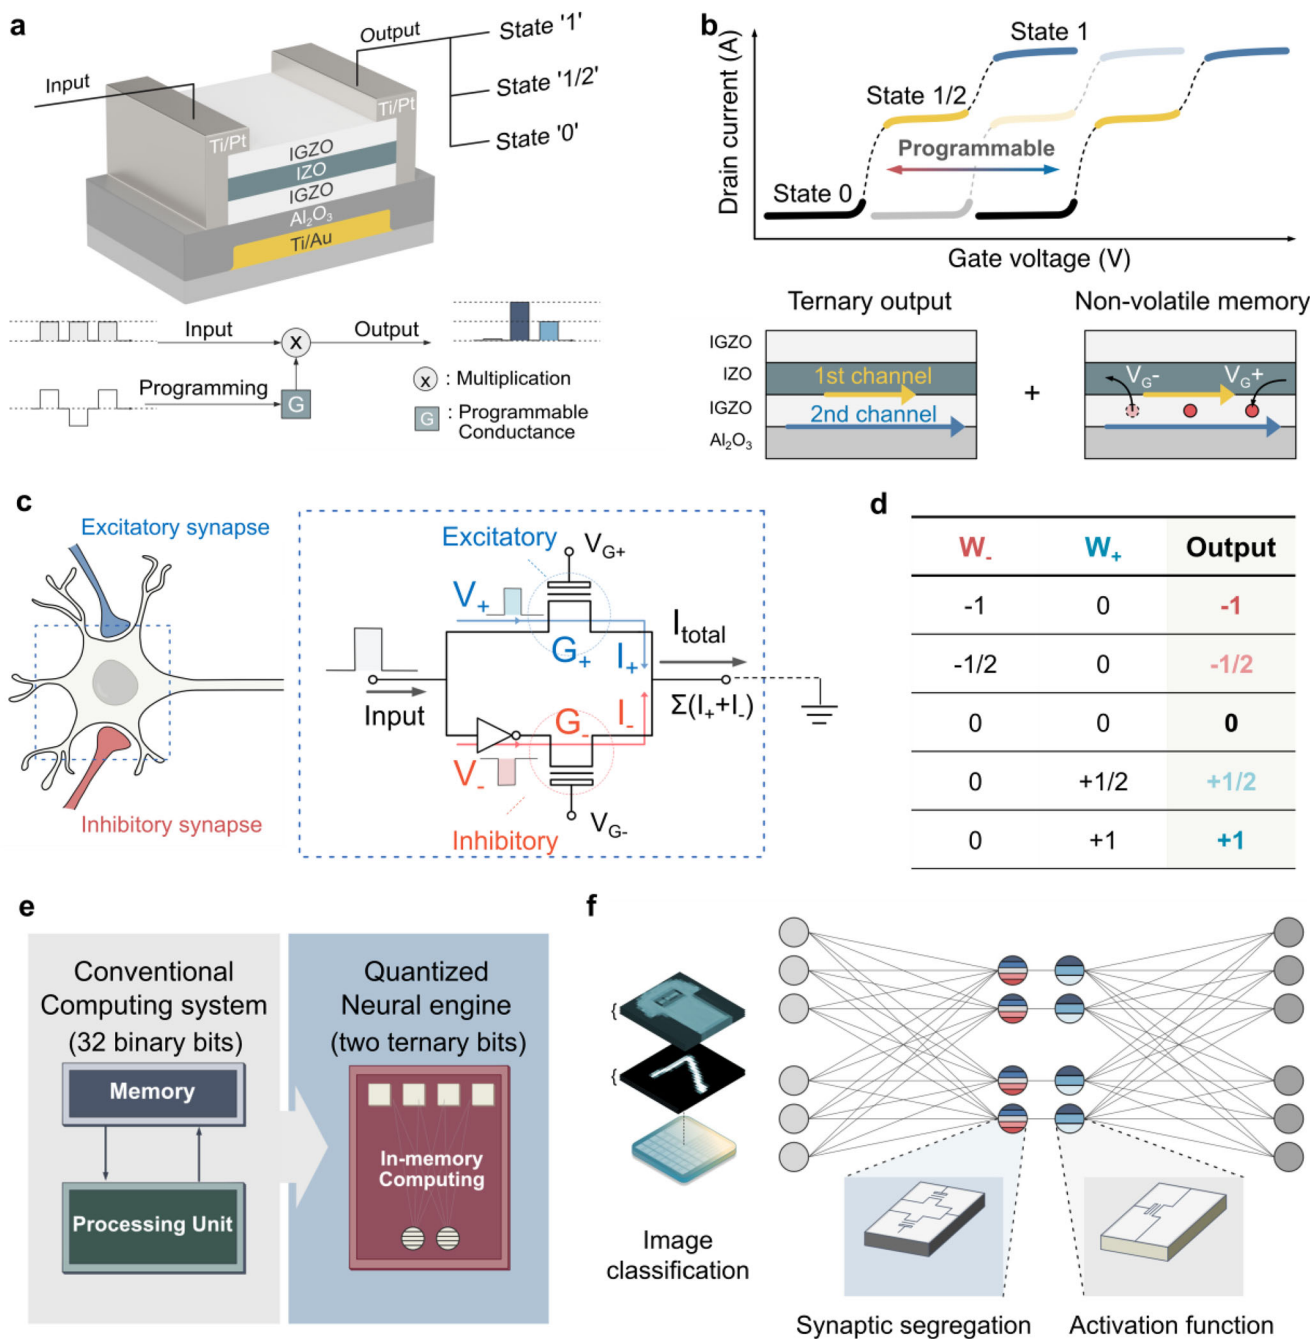 a
Input
Output
State '1'
State '1/2'
State '0'
Ti/Pt
Ti/Pt
IGZO
IZO
IGZO
Al2O3
Ti/Au
Input
Output
x
Programming
G
x : Multiplication
G : Programmable
Conductance
b
Drain current (A)
State 1
State 1/2
Programmable
State 0
Gate voltage (V)
Ternary output
Non-volatile memory
IGZO
IZO
IGZO
Al2O3
1st channel
2nd channel
+
VG-
VG+
c
Excitatory synapse
Inhibitory synapse
Excitatory
VG+
V+
G+
I+
Itotal
Input
Σ(I++I-)
G-
I-
V-
VG-
Inhibitory
d
W- W+ Output
-1 0 -1
-1/2 0 -1/2
0 0 0
0 +1/2 +1/2
0 +1 +1
e
Conventional
Computing system
(32 binary bits)
Memory
Processing Unit
Quantized
Neural engine
(two ternary bits)
In-memory
Computing
f
{
{
Image
classification
Synaptic segregation
Activation function